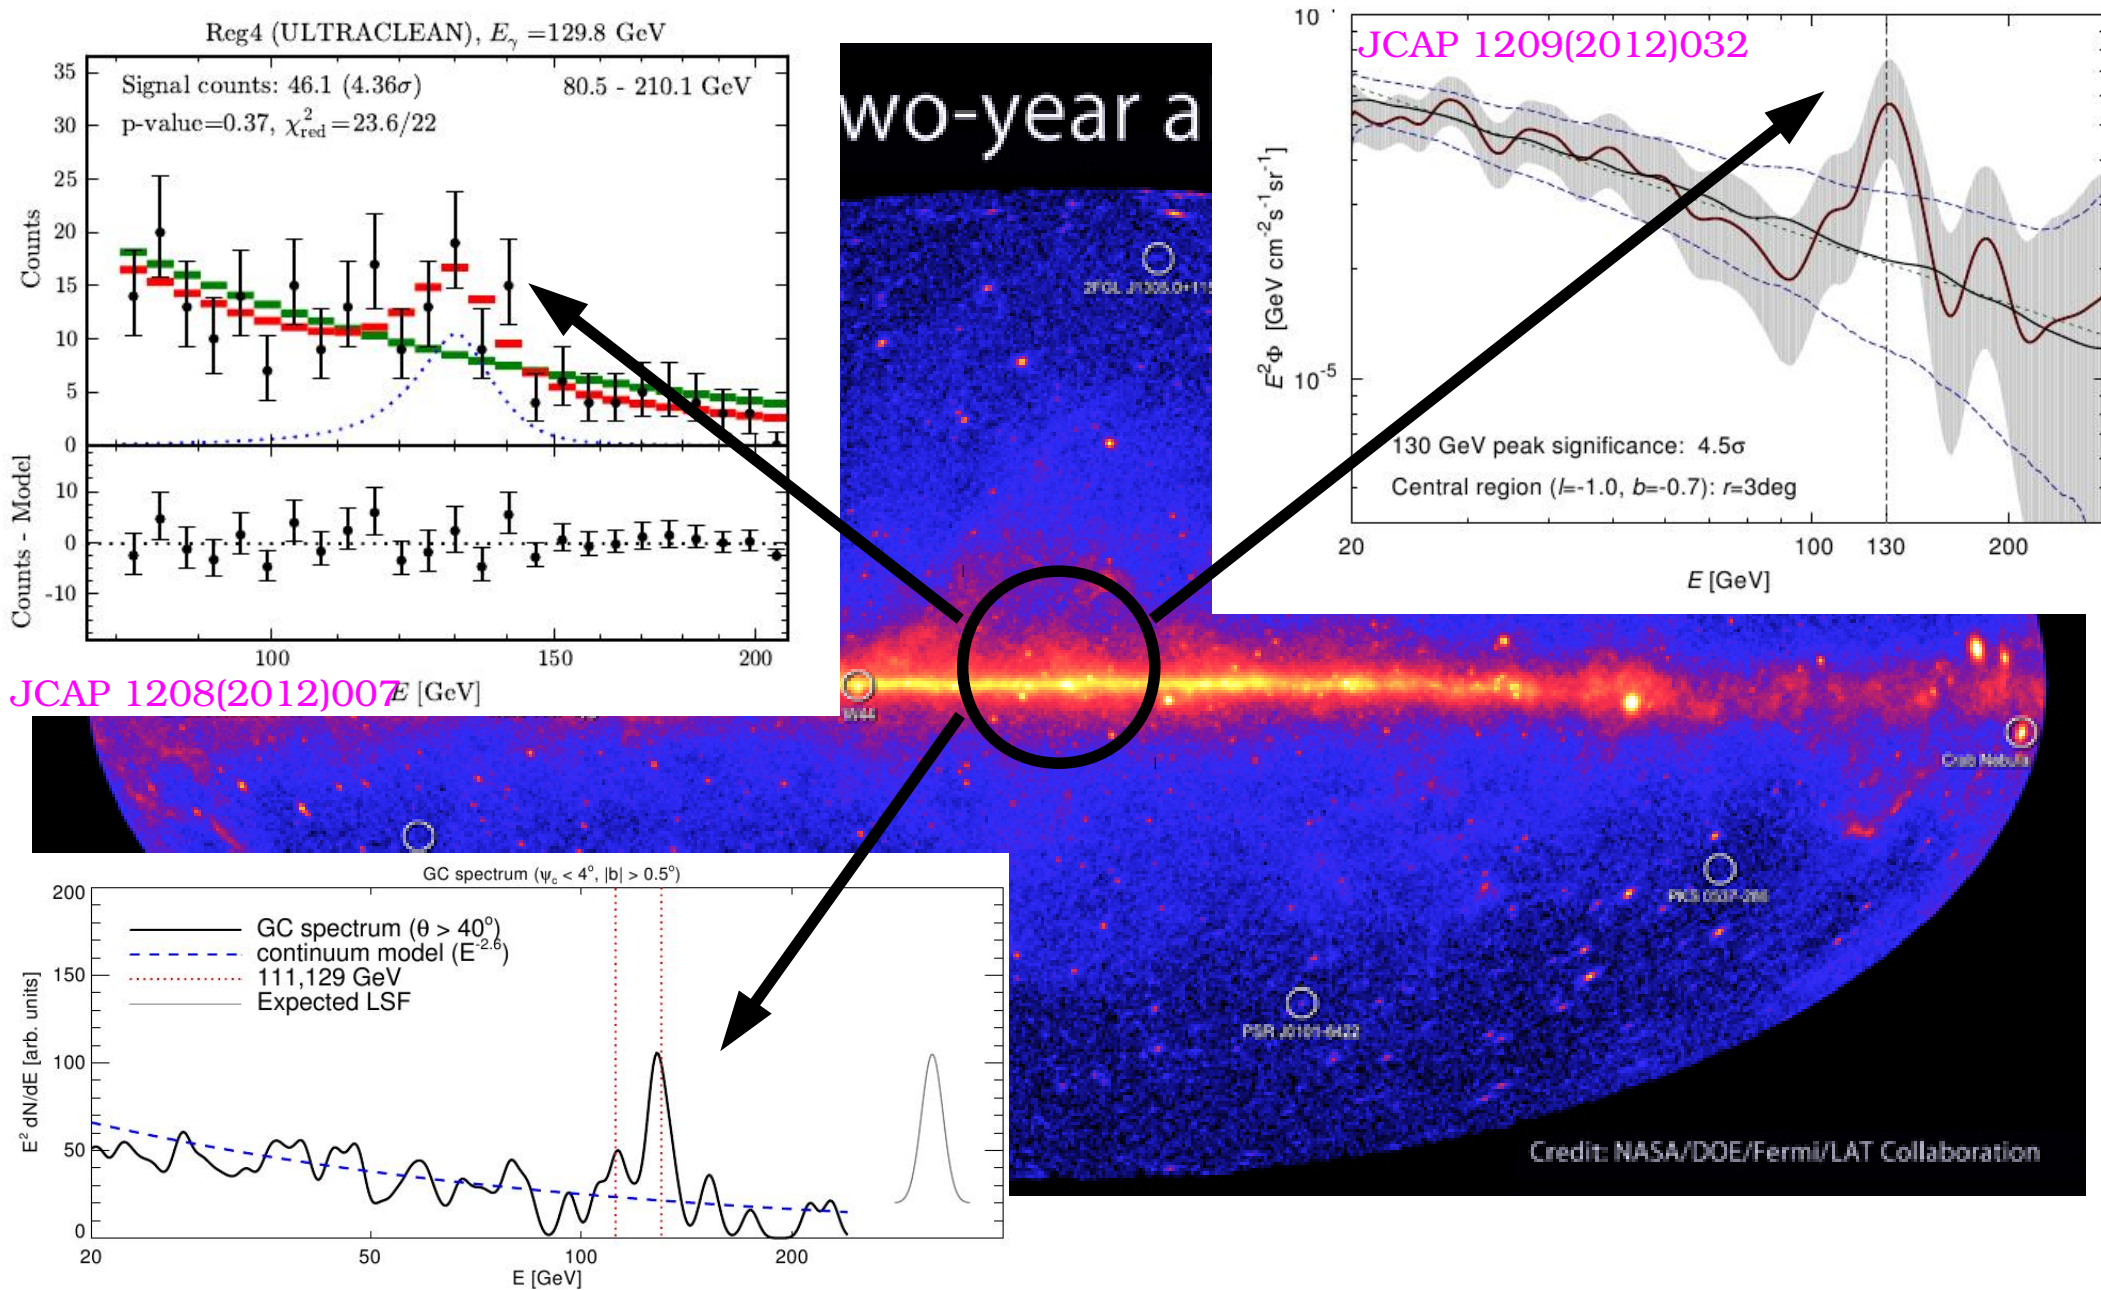 Reg4 (ULTRACLEAN), Eγ =129.8 GeV
Signal counts: 46.1 (4.36σ)
80.5 - 210.1 GeV
p-value=0.37, χ²red=23.6/22
Counts
35
30
25
20
15
10
5
0
Counts - Model
10
0
-10
100
150
200
E [GeV]
JCAP 1208(2012)007
wo-year a
2FGL J1305.0+115
JCAP 1209(2012)032
10
E²Φ [GeV cm⁻²s⁻¹sr⁻¹]
10⁻⁵
130 GeV peak significance: 4.5σ
Central region (l=-1.0, b=-0.7): r=3deg
20
100
130
200
E [GeV]
W44
Crab Nebula
PKS 0537-286
PSR J0101-6422
Credit: NASA/DOE/Fermi/LAT Collaboration
GC spectrum (ψc < 4°, |b| > 0.5°)
GC spectrum (θ > 40°)
continuum model (E⁻²·⁶)
111,129 GeV
Expected LSF
E² dN/dE [arb. units]
200
150
100
50
0
20
50
100
200
E [GeV]